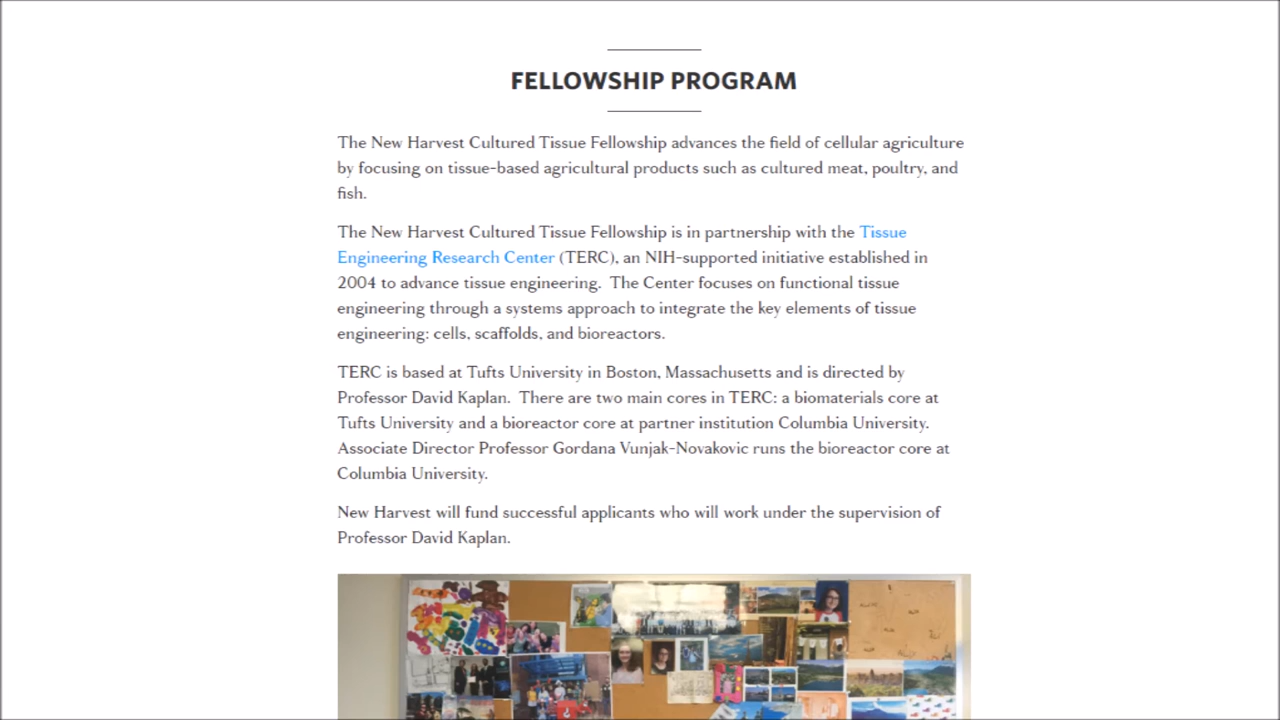 FELLOWSHIP PROGRAM
The New Harvest Cultured Tissue Fellowship advances the field of cellular agriculture
by focusing on tissue-based agricultural products such as cultured meat, poultry, and
fish.
The New Harvest Cultured Tissue Fellowship is in partnership with the Tissue
Engineering Research Center (TERC), an NIH-supported initiative established in
2004 to advance tissue engineering.  The Center focuses on functional tissue
engineering through a systems approach to integrate the key elements of tissue
engineering: cells, scaffolds, and bioreactors.
TERC is based at Tufts University in Boston, Massachusetts and is directed by
Professor David Kaplan.  There are two main cores in TERC: a biomaterials core at
Tufts University and a bioreactor core at partner institution Columbia University.
Associate Director Professor Gordana Vunjak-Novakovic runs the bioreactor core at
Columbia University.
New Harvest will fund successful applicants who will work under the supervision of
Professor David Kaplan.